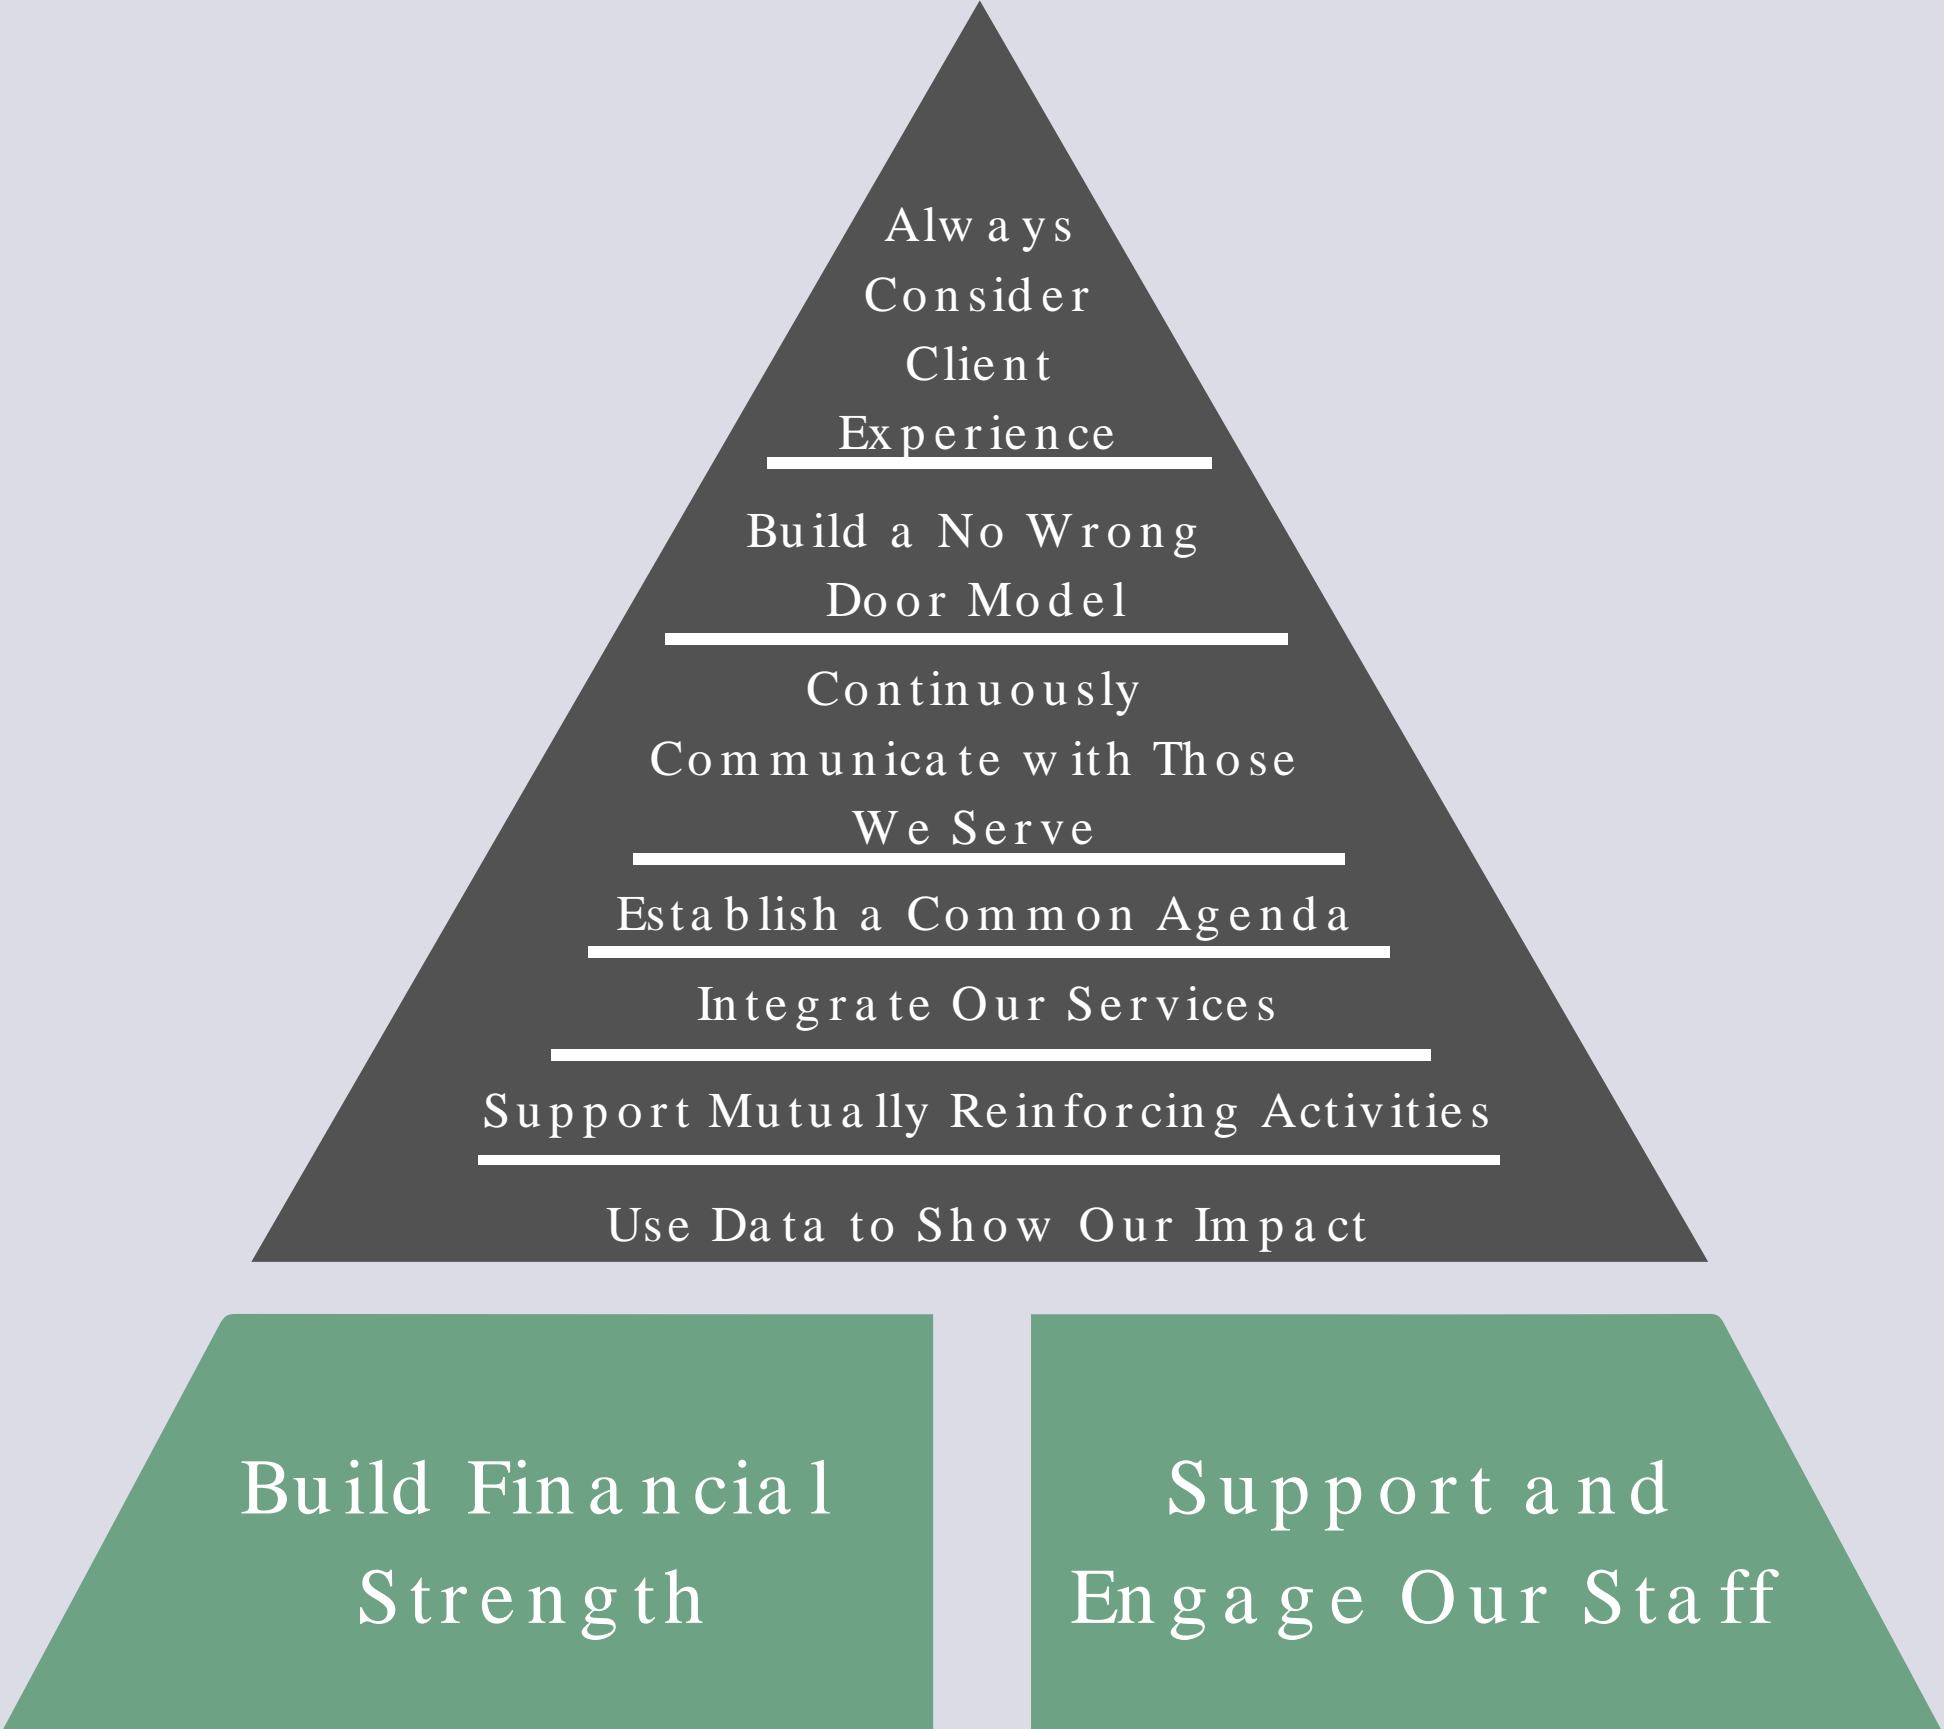 Always
Consider
Client
Experience
Build a No Wrong
Door Model
Continuously
Communicate with Those
We Serve
Establish a Common Agenda
Integrate Our Services
Support Mutually Reinforcing Activities
Use Data to Show Our Impact
Build Financial
Strength
Support and
Engage Our Staff